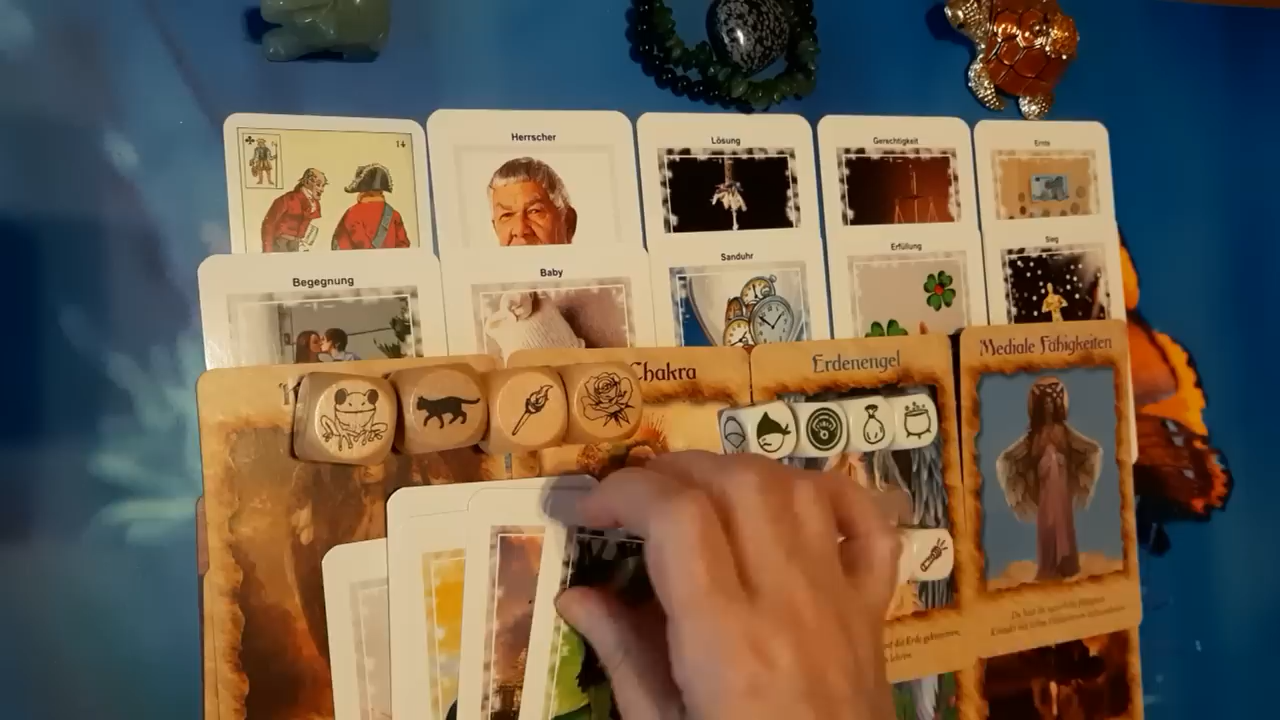 14
Herrscher
Lösung
Gerechtigkeit
Ernte
Begegnung
Baby
Sanduhr
Erfüllung
Sieg
Chakra
Erdenengel
Mediale Fähigkeiten